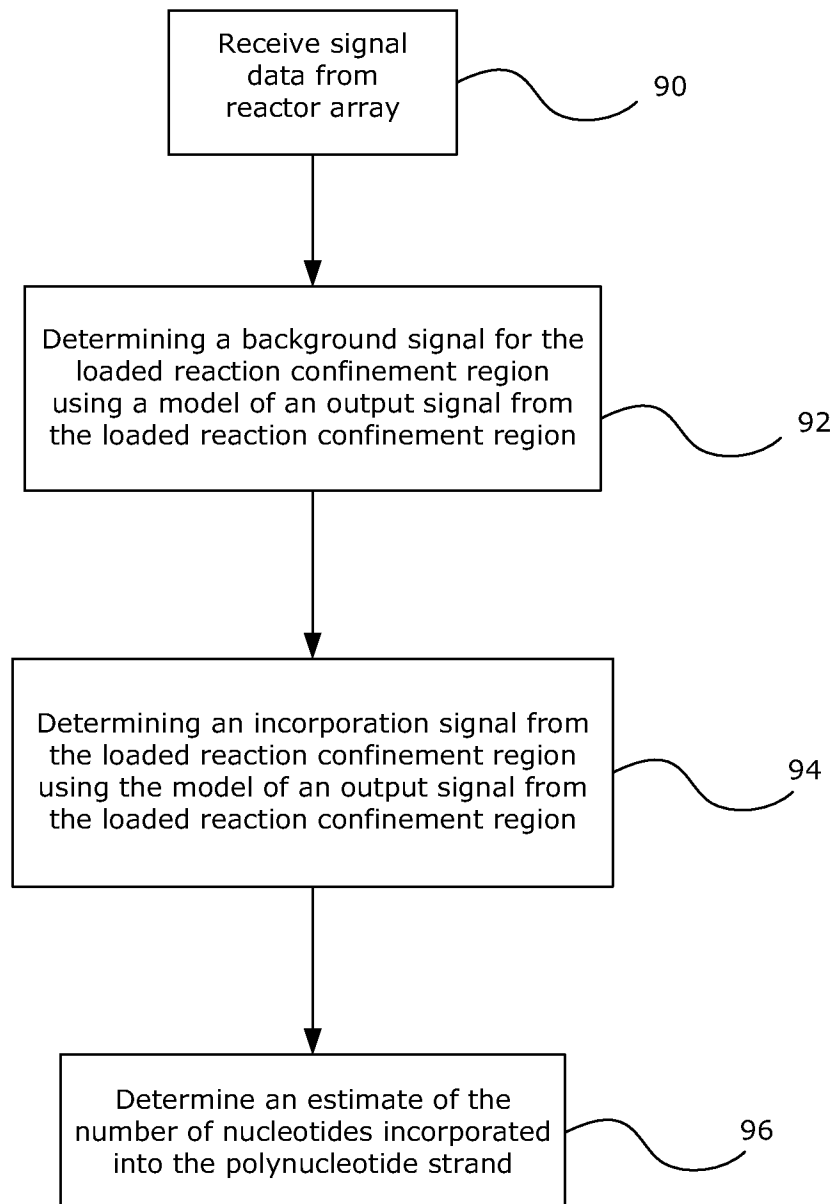 Receive signal
data from
reactor array
90
Determining a background signal for the
loaded reaction confinement region
using a model of an output signal from
the loaded reaction confinement region
92
Determining an incorporation signal from
the loaded reaction confinement region
using the model of an output signal from
the loaded reaction confinement region
94
Determine an estimate of the
number of nucleotides incorporated
into the polynucleotide strand
96